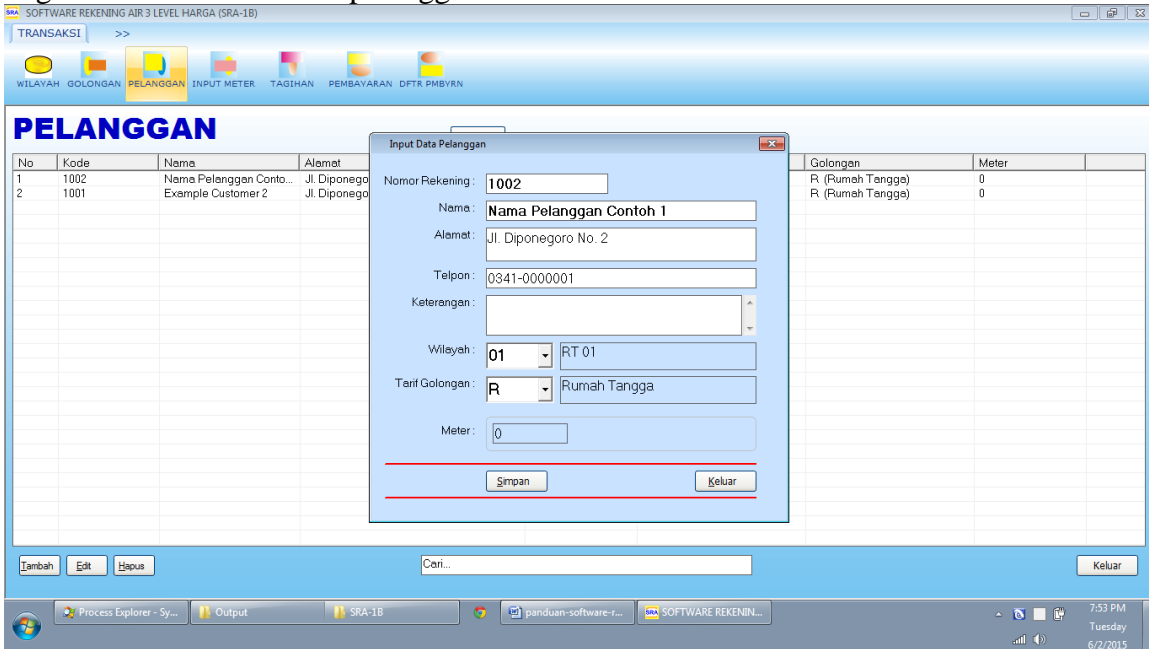 SRA SOFTWARE REKENING AIR 3 LEVEL HARGA (SRA-1B)
TRANSAKSI >>
WILAYAH GOLONGAN PELANGGAN INPUT METER TAGIHAN PEMBAYARAN DFTR PMBYRN
PELANGGAN
No Kode Nama Alamat Golongan Meter
1 1002 Nama Pelanggan Conto... Jl. Diponego R (Rumah Tangga) 0
2 1001 Example Customer 2 Jl. Diponego R (Rumah Tangga) 0
Input Data Pelanggan
Nomor Rekening : 1002
Nama : Nama Pelanggan Contoh 1
Alamat : Jl. Diponegoro No. 2
Telpon : 0341-0000001
Keterangan :
Wilayah : 01 RT 01
Tarif Golongan : R Rumah Tangga
Meter : 0
Simpan Keluar
Tambah Edit Hapus Cari... Keluar
Process Explorer - Sy... Output SRA-1B panduan-software-r... SRA SOFTWARE REKENIN...
7:53 PM
Tuesday
6/2/2015